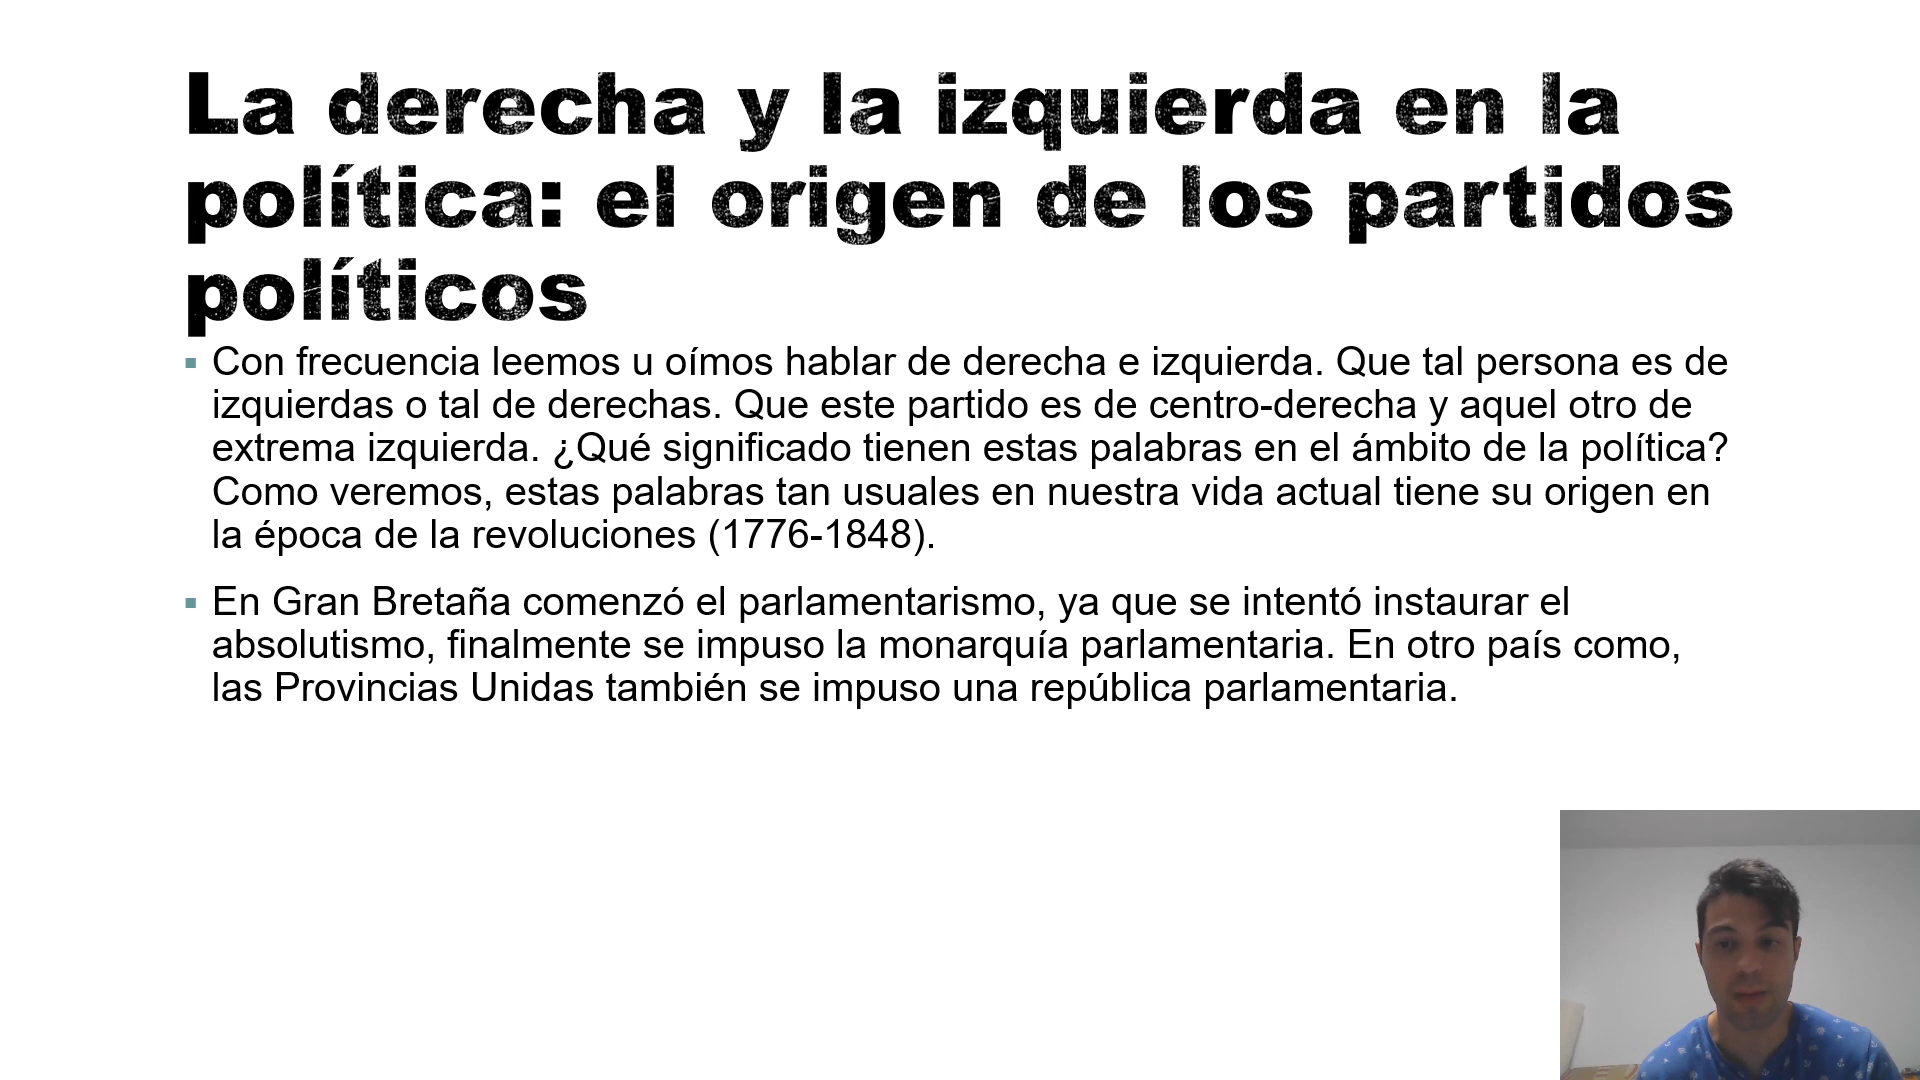 La derecha y la izquierda en la
política: el origen de los partidos
políticos
Con frecuencia leemos u oímos hablar de derecha e izquierda. Que tal persona es de
izquierdas o tal de derechas. Que este partido es de centro-derecha y aquel otro de
extrema izquierda. ¿Qué significado tienen estas palabras en el ámbito de la política?
Como veremos, estas palabras tan usuales en nuestra vida actual tiene su origen en
la época de la revoluciones (1776-1848).
En Gran Bretaña comenzó el parlamentarismo, ya que se intentó instaurar el
absolutismo, finalmente se impuso la monarquía parlamentaria. En otro país como,
las Provincias Unidas también se impuso una república parlamentaria.